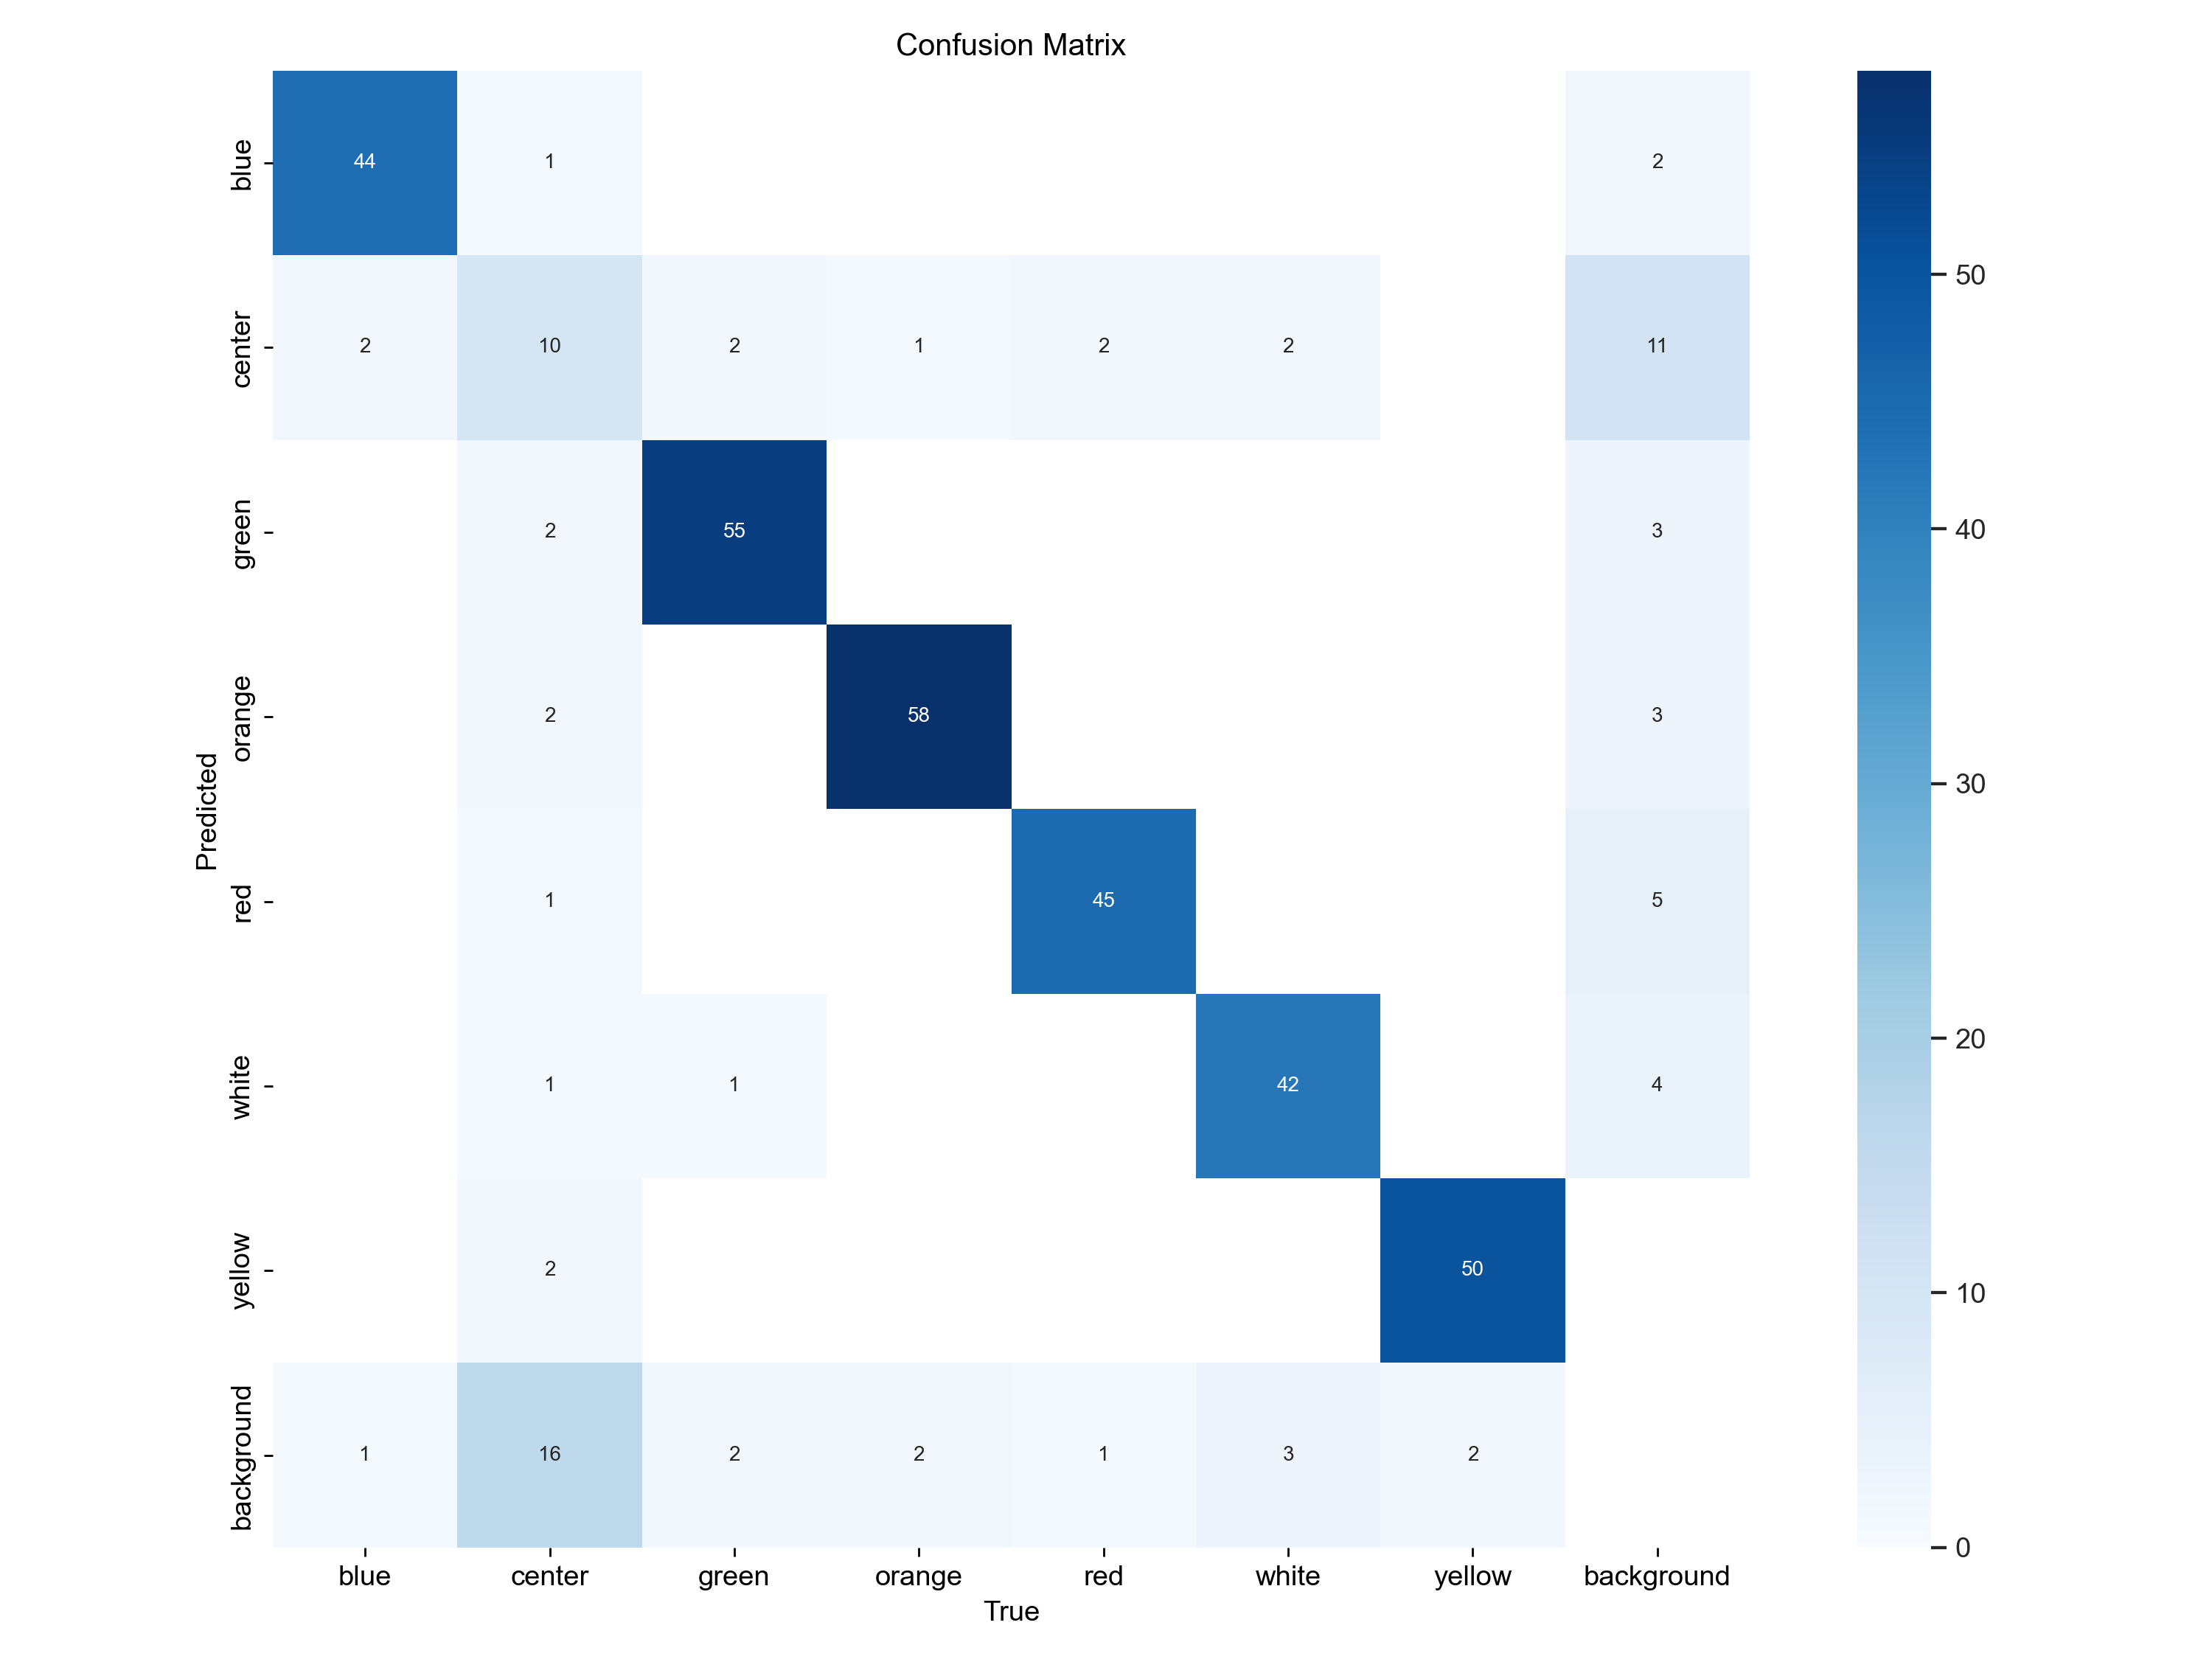 Confusion Matrix
blue 44 1 2
center 2 10 2 1 2 2 11
green 2 55 3
orange 2 58 3
red 1 45 5
white 1 1 42 4
yellow 2 50
background 1 16 2 2 1 3 2
blue center green orange red white yellow background
True
Predicted
50
40
30
20
10
0